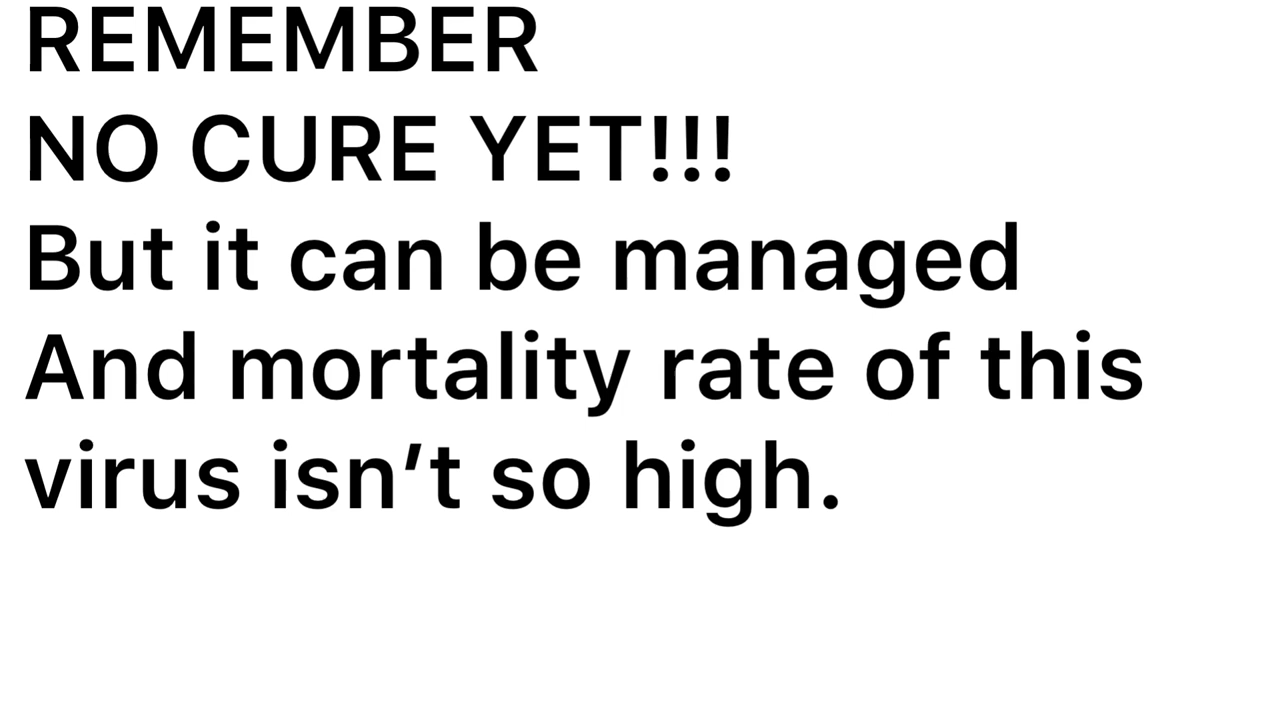 REMEMBER
NO CURE YET!!!
But it can be managed
And mortality rate of this
virus isn’t so high.